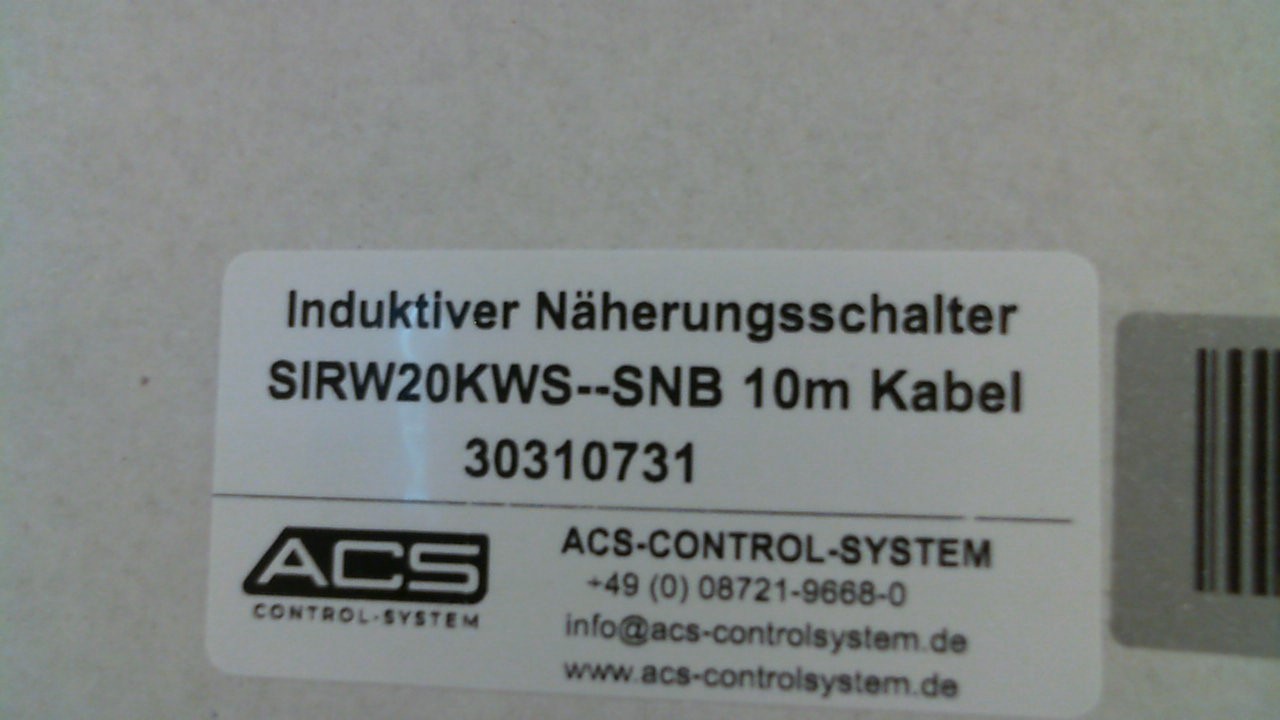 Induktiver Näherungsschalter
SIRW20KWS--SNB 10m Kabel
30310731
ACS
CONTROL-SYSTEM
ACS-CONTROL-SYSTEM
+49 (0) 08721-9668-0
info@acs-controlsystem.de
www.acs-controlsystem.de